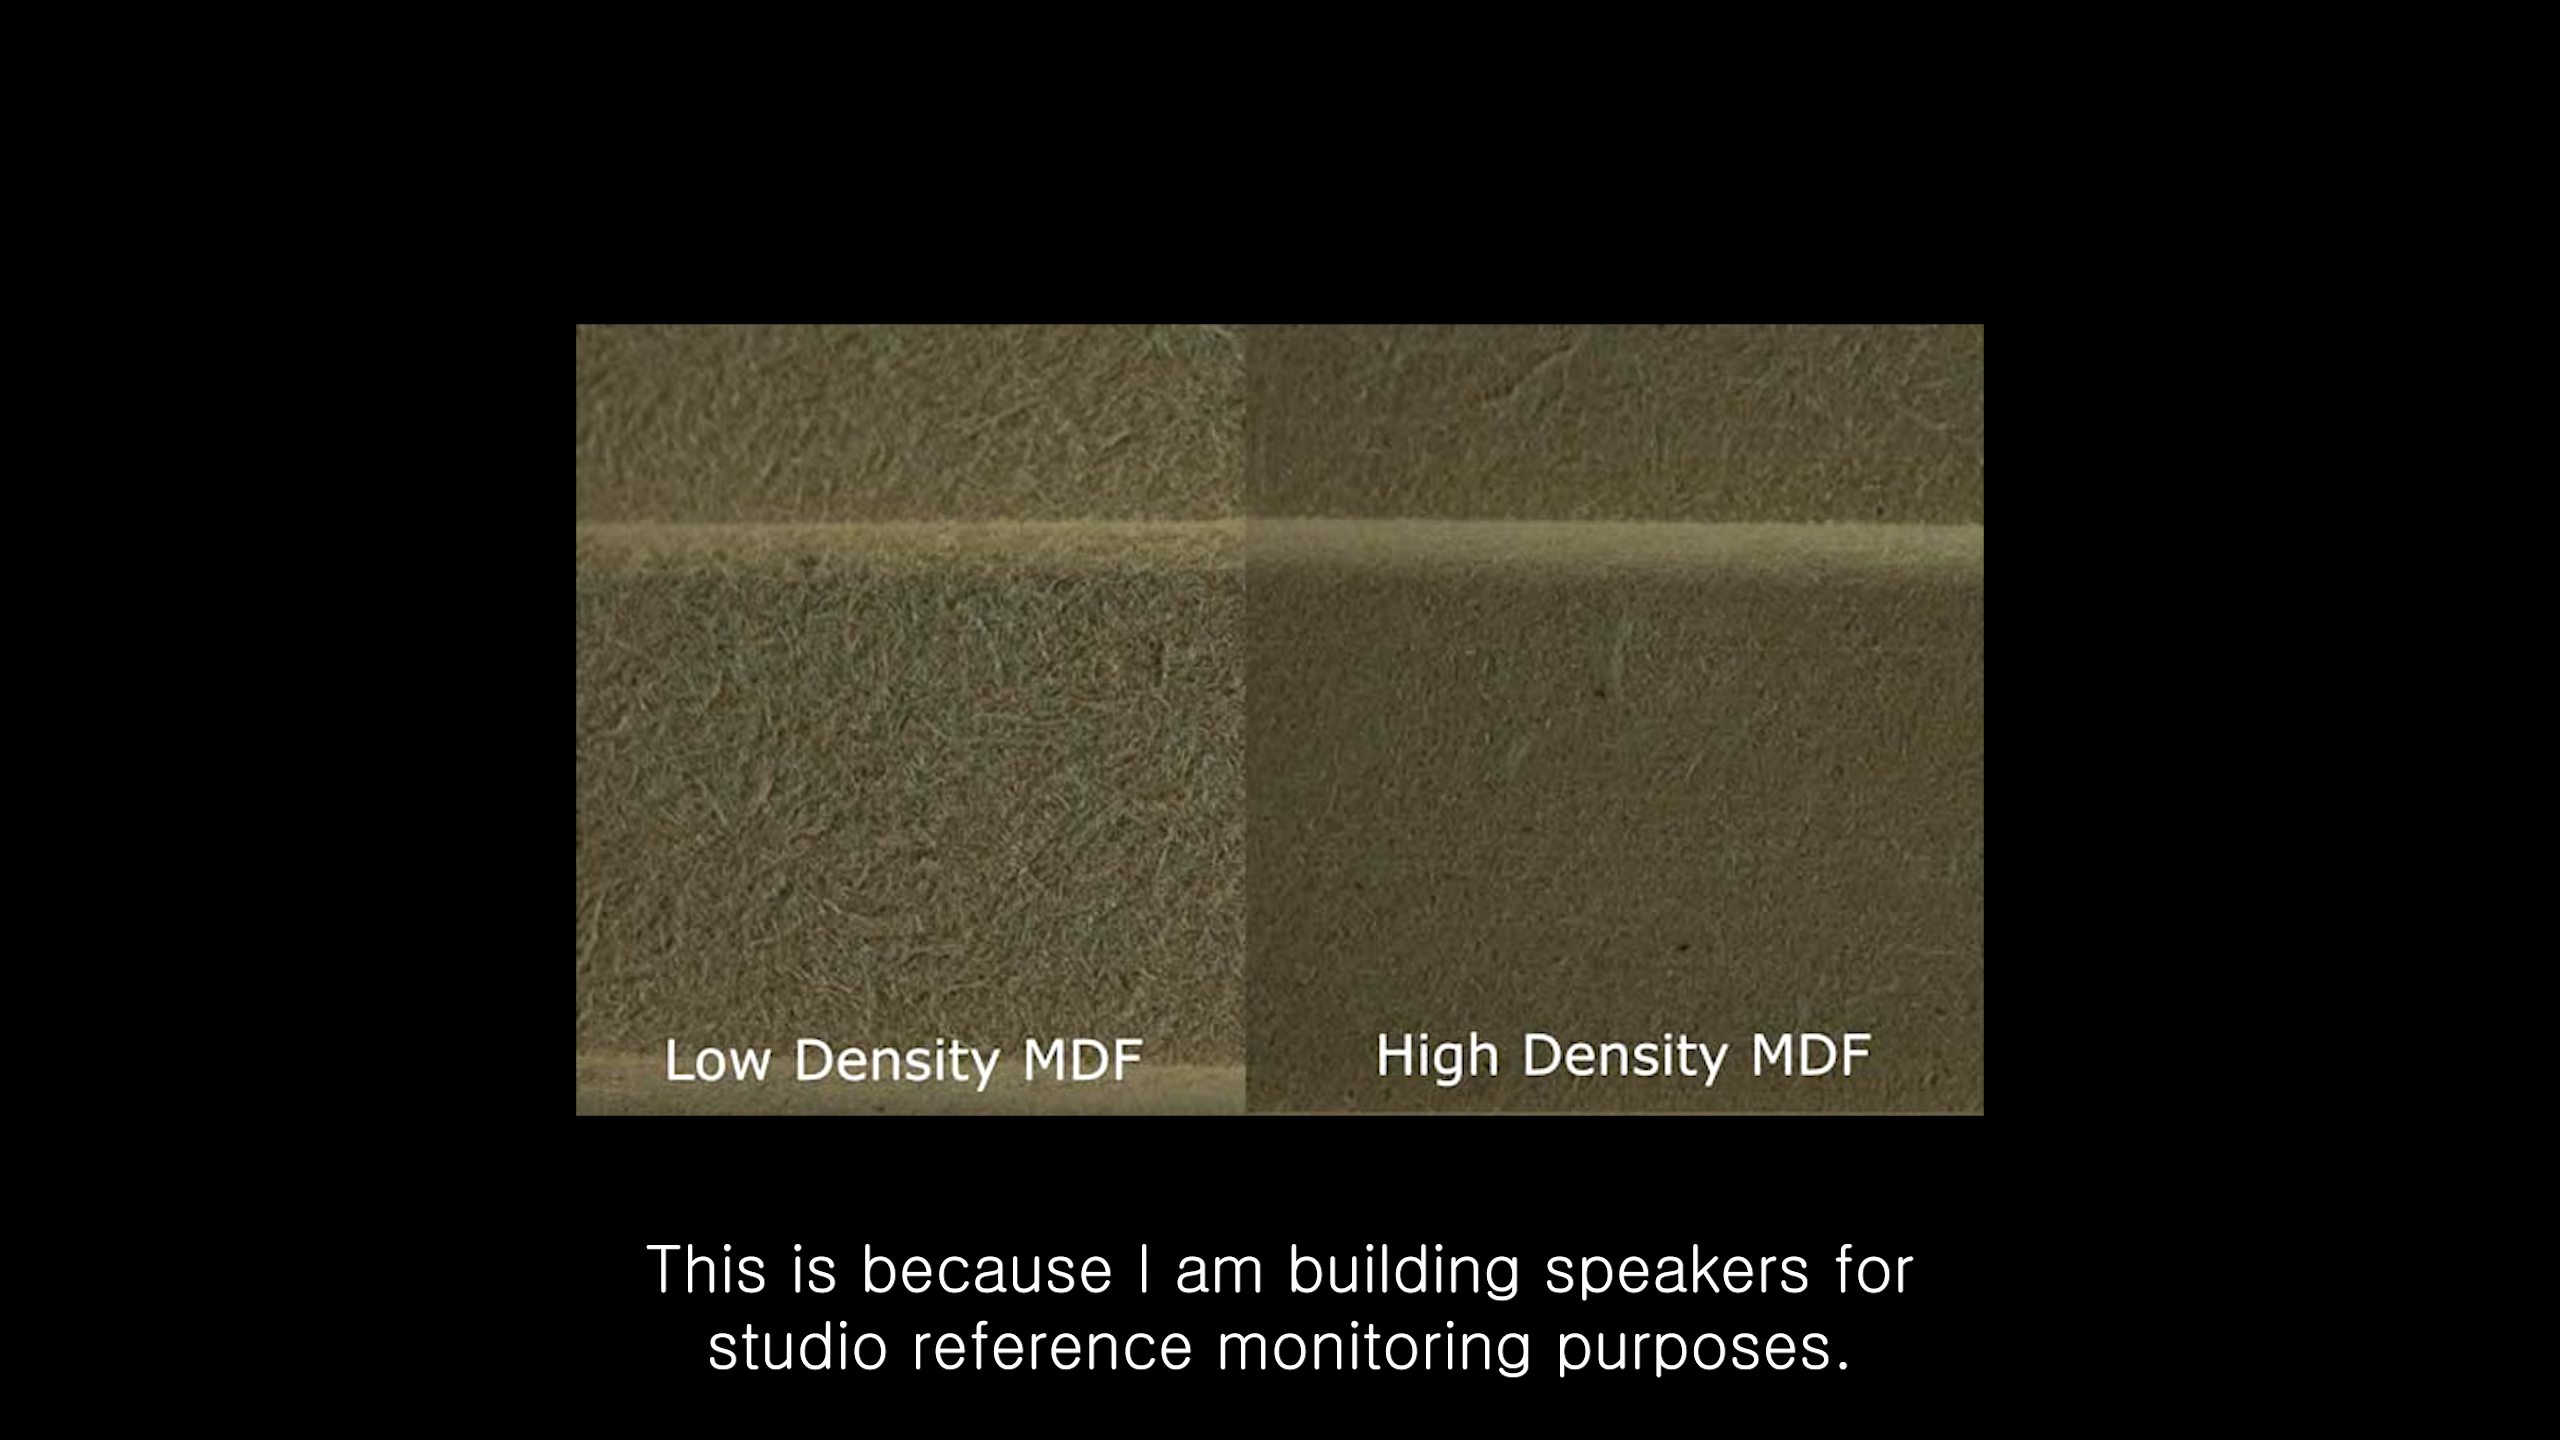 Low Density MDF
High Density MDF
This is because I am building speakers for
studio reference monitoring purposes.